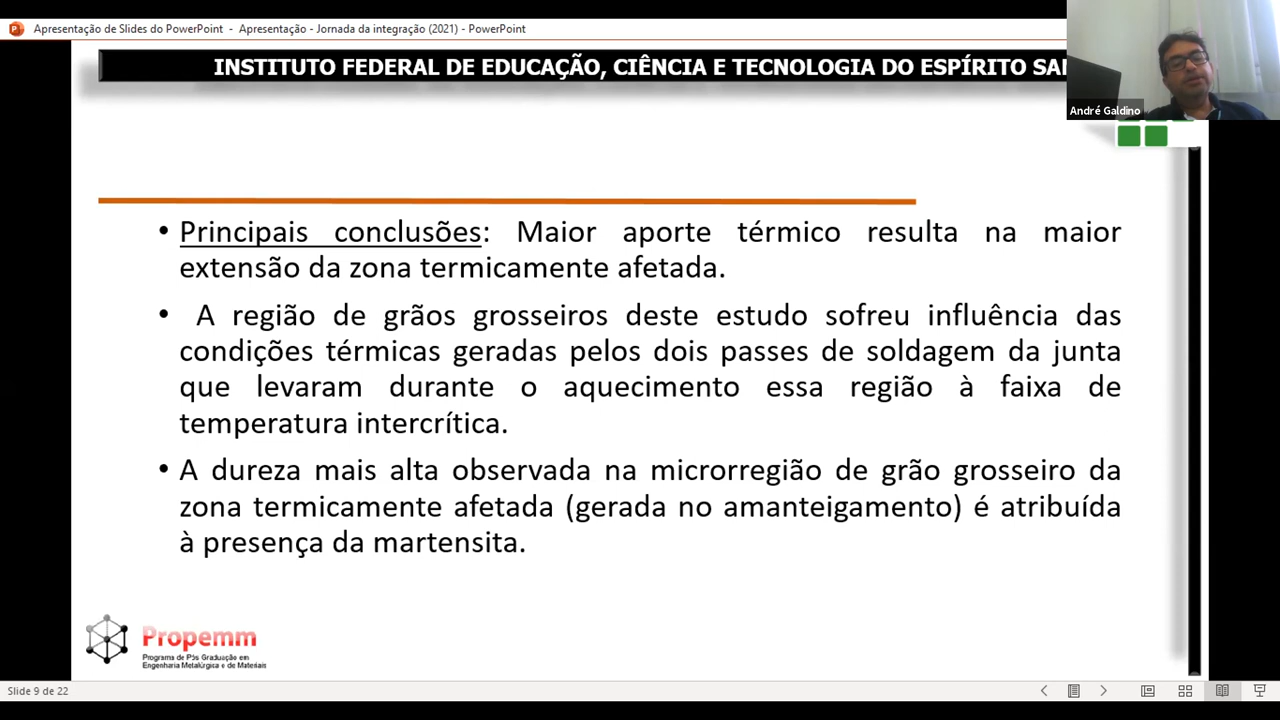 Apresentação de Slides do PowerPoint - Apresentação - Jornada da integração (2021) - PowerPoint
INSTITUTO FEDERAL DE EDUCAÇÃO, CIÊNCIA E TECNOLOGIA DO ESPÍRITO SAN
André Galdino
• Principais conclusões: Maior aporte térmico resulta na maior
extensão da zona termicamente afetada.
• A região de grãos grosseiros deste estudo sofreu influência das
condições térmicas geradas pelos dois passes de soldagem da junta
que levaram durante o aquecimento essa região à faixa de
temperatura intercrítica.
• A dureza mais alta observada na microrregião de grão grosseiro da
zona termicamente afetada (gerada no amanteigamento) é atribuída
à presença da martensita.
Propemm
Programa de Pós Graduação em
Engenharia Metalúrgica e de Materiais
Slide 9 de 22